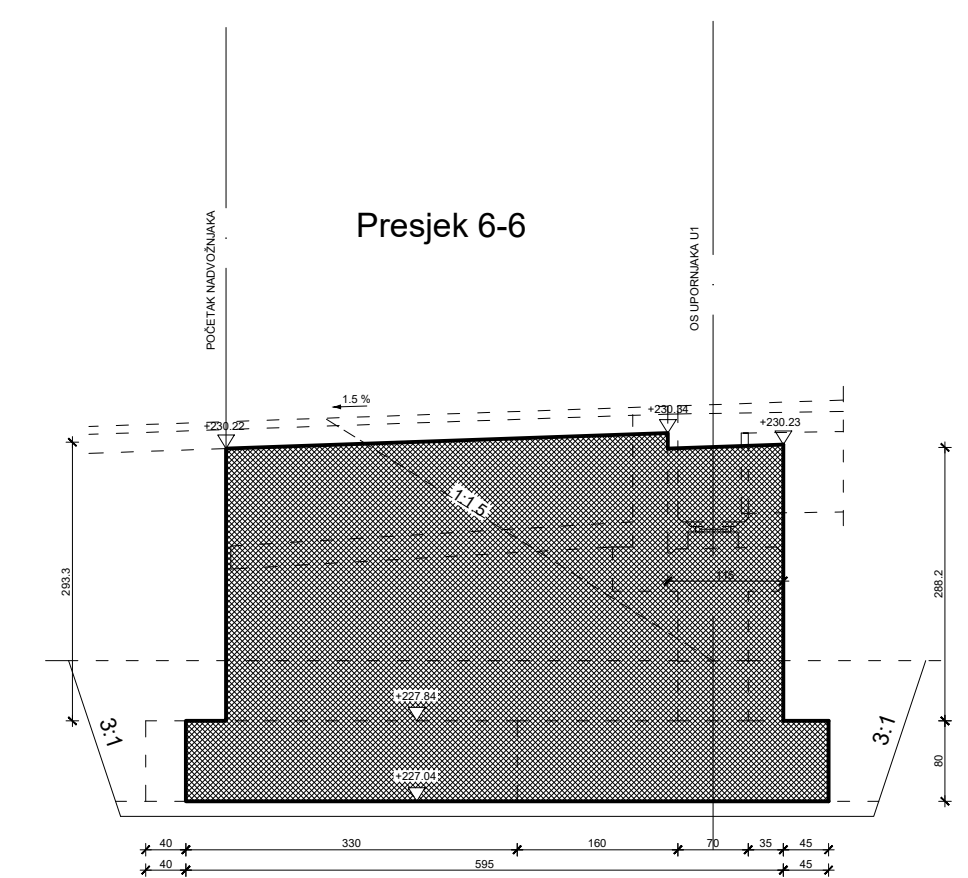 Presjek 6-6
POČETAK NADVOŽNJAKA
OS UPORNJAKA U1
1.5 %
+230.22
+230.34
+230.23
1:1.5
293.3
115
288.2
+227.84
3:1
3:1
80
+227.04
40 330 160 70 35 45
40 595 45